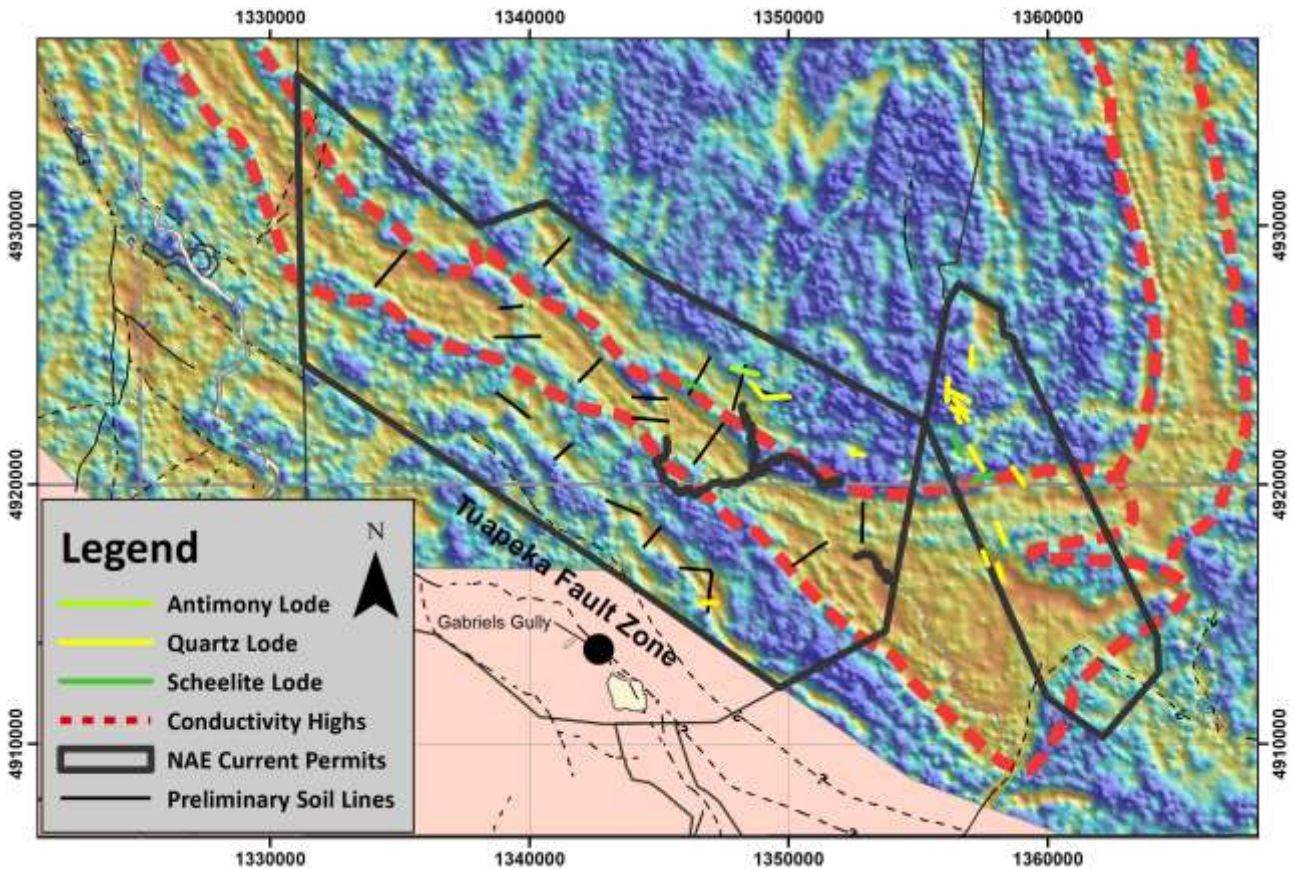 1330000 1340000 1350000 1360000
4930000 4930000
4920000 4920000
4910000 4910000
Tuapeka Fault Zone
Gabriels Gully
Legend
N
Antimony Lode
Quartz Lode
Scheelite Lode
Conductivity Highs
NAE Current Permits
Preliminary Soil Lines
? ? ? ?
1330000 1340000 1350000 1360000